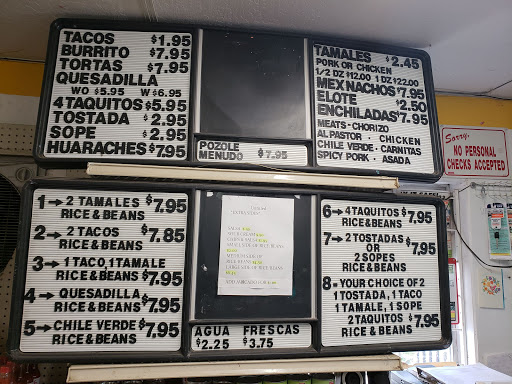 TACOS $1.95
BURRITO $7.95
TORTAS $7.95
QUESADILLA
WO $5.95 W $6.95
4 TAQUITOS $5.95
TOSTADA $2.95
SOPE $2.95
HUARACHES $7.95
POZOLE
MENUDO $7.95
TAMALES $2.45
PORK OR CHICKEN
1/2 DZ $12.00 1 DZ $22.00
MEX NACHOS $7.95
ELOTE $2.50
ENCHILADAS $7.95
MEATS - CHORIZO
AL PASTOR - CHICKEN
CHILE VERDE - CARNITAS
SPICY PORK - ASADA
Sorry.
NO PERSONAL
CHECKS ACCEPTED
1→ 2 TAMALES $7.95
RICE & BEANS
2→ 2 TACOS $7.85
RICE & BEANS
3→ 1 TACO, 1 TAMALE
RICE & BEANS $7.95
4→ QUESADILLA
RICE & BEANS $7.95
5→ CHILE VERDE $7.95
RICE & BEANS
AGUA FRESCAS
$2.25 $3.75
6→ 4 TAQUITOS $7.95
RICE & BEANS
7→ 2 TOSTADAS $7.95
OR
2 SOPES
RICE & BEANS
8= YOUR CHOICE OF 2
1 TOSTADA, 1 TACO
1 TAMALE, 1 SOPE
2 TAQUITOS $7.95
RICE & BEANS